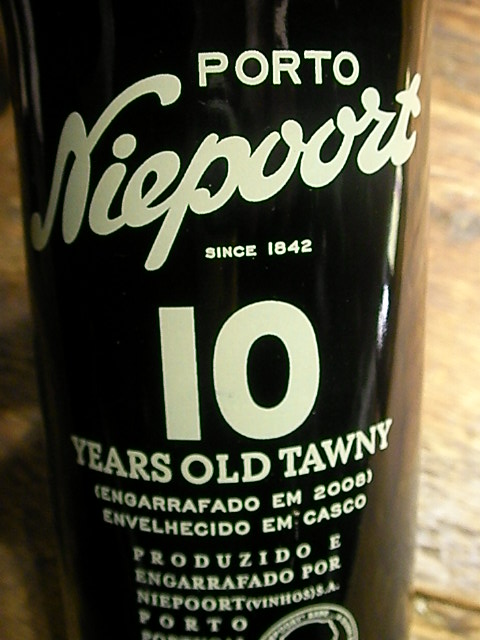 PORTO
Niepoort
SINCE 1842
10
YEARS OLD TAWNY
(ENGARRAFADO EM 2008)
ENVELHECIDO EM CASCO
PRODUZIDO E
ENGARRAFADO POR
NIEPOORT(VINHOS)S.A.
PORTO
PORTUGAL